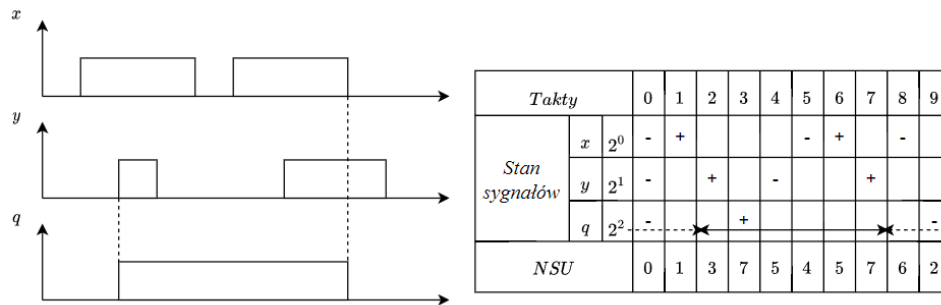 x
y
q
Takty 0 1 2 3 4 5 6 7 8 9
Stan sygnałów
x 2⁰ - + - + -
y 2¹ - + - +
q 2² - + -
NSU 0 1 3 7 5 4 5 7 6 2